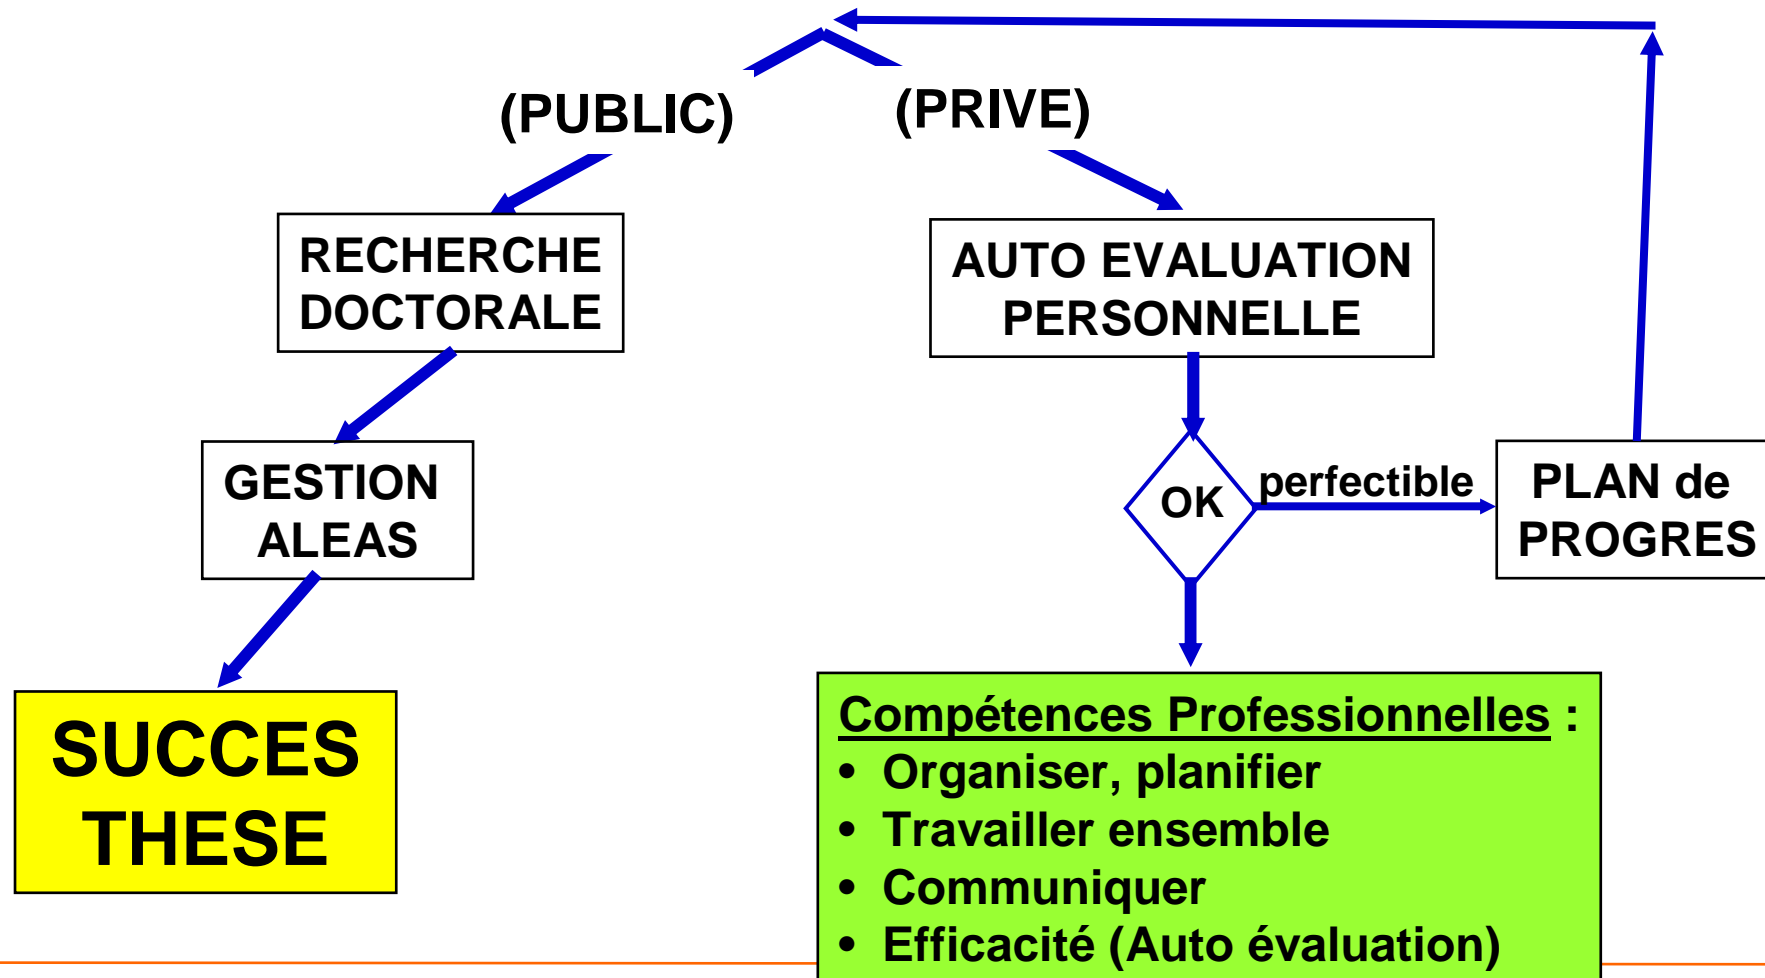 (PUBLIC)
(PRIVE)
RECHERCHE
DOCTORALE
AUTO EVALUATION
PERSONNELLE
GESTION
ALEAS
OK
perfectible
PLAN de
PROGRES
SUCCES
THESE
Compétences Professionnelles :
• Organiser, planifier
• Travailler ensemble
• Communiquer
• Efficacité (Auto évaluation)